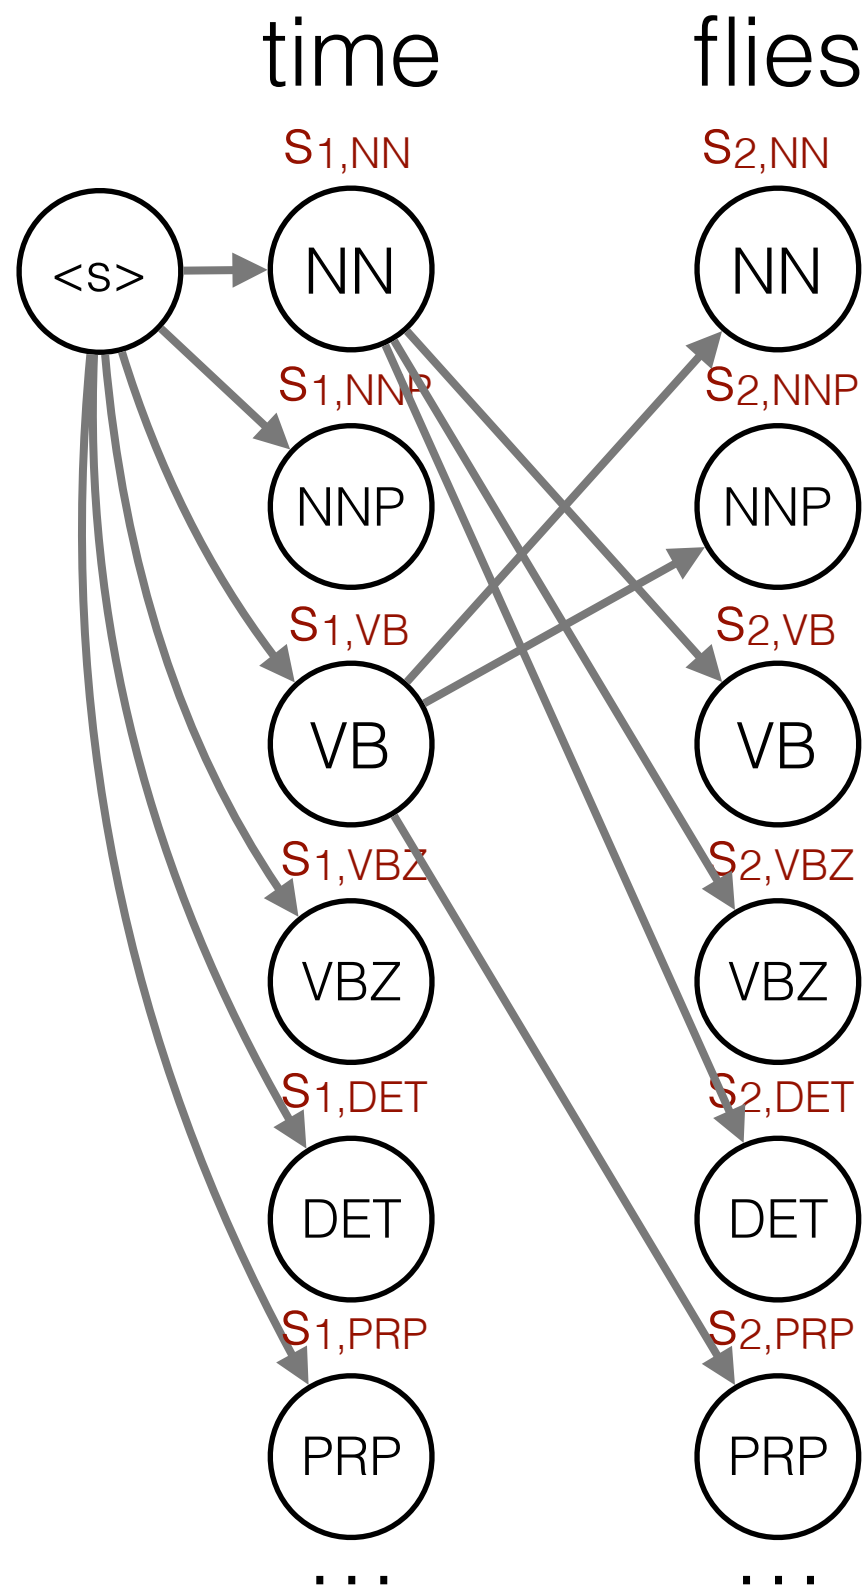 time flies
s1,NN s2,NN
<s> NN NN
s1,NNP s2,NNP
NNP NNP
s1,VB s2,VB
VB VB
s1,VBZ s2,VBZ
VBZ VBZ
s1,DET s2,DET
DET DET
s1,PRP s2,PRP
PRP PRP
... ...